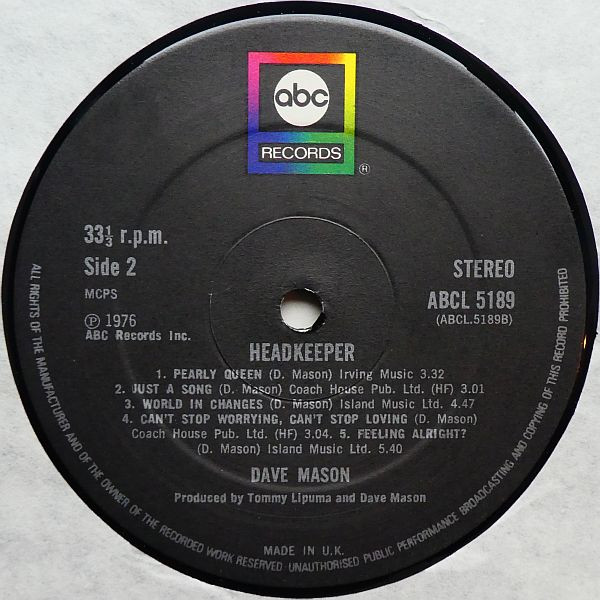 abc
RECORDS
®
33⅓ r.p.m.
Side 2
MCPS
Ⓟ 1976
ABC Records Inc.
STEREO
ABCL 5189
(ABCL.5189B)
HEADKEEPER
1. PEARLY QUEEN (D. Mason) Irving Music 3.32
2. JUST A SONG (D. Mason) Coach House Pub. Ltd. (HF) 3.01
3. WORLD IN CHANGES (D. Mason) Island Music Ltd. 4.47
4. CAN'T STOP WORRYING, CAN'T STOP LOVING (D. Mason)
Coach House Pub. Ltd. (HF) 3.04. 5. FEELING ALRIGHT?
(D. Mason) Island Music Ltd. 5.40
DAVE MASON
Produced by Tommy Lipuma and Dave Mason
MADE IN U.K.
ALL RIGHTS OF THE MANUFACTURER AND OF THE OWNER OF THE RECORDED WORK RESERVED UNAUTHORISED PUBLIC PERFORMANCE BROADCASTING AND COPYING OF THIS RECORD PROHIBITED